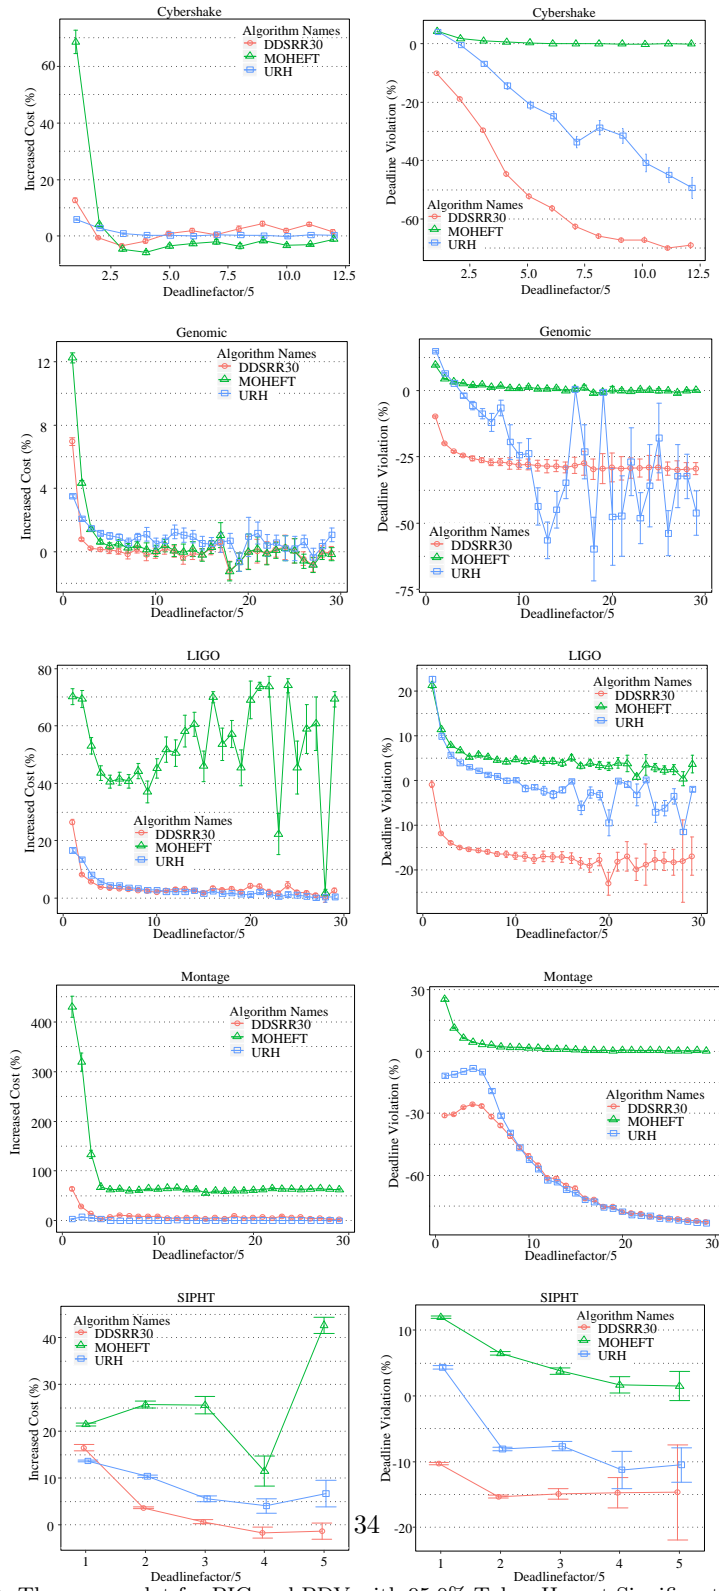 Cybershake
Algorithm Names
DDSRR30
MOHEFT
URH
Increased Cost (%)
60
40
20
0
2.5
5.0
7.5
10.0
12.5
Deadlinefactor/5
Cybershake
Algorithm Names
DDSRR30
MOHEFT
URH
Deadline Violation (%)
0
-20
-40
-60
2.5
5.0
7.5
10.0
12.5
Deadlinefactor/5
Genomic
Algorithm Names
DDSRR30
MOHEFT
URH
Increased Cost (%)
12
8
4
0
0
10
20
30
Deadlinefactor/5
Genomic
Algorithm Names
DDSRR30
MOHEFT
URH
Deadline Violation (%)
0
-25
-50
-75
0
10
20
30
Deadlinefactor/5
LIGO
Algorithm Names
DDSRR30
MOHEFT
URH
Increased Cost (%)
80
60
40
20
0
0
10
20
30
Deadlinefactor/5
LIGO
Algorithm Names
DDSRR30
MOHEFT
URH
Deadline Violation (%)
20
10
0
-10
-20
0
10
20
30
Deadlinefactor/5
Montage
Algorithm Names
DDSRR30
MOHEFT
URH
Increased Cost (%)
400
300
200
100
0
0
10
20
30
Deadlinefactor/5
Montage
Algorithm Names
DDSRR30
MOHEFT
URH
Deadline Violation (%)
30
0
-30
-60
0
10
20
30
Deadlinefactor/5
SIPHT
Algorithm Names
DDSRR30
MOHEFT
URH
Increased Cost (%)
40
30
20
10
0
1
2
3
4
5
Deadlinefactor/5
SIPHT
Algorithm Names
DDSRR30
MOHEFT
URH
Deadline Violation (%)
10
0
-10
-20
1
2
3
4
5
Deadlinefactor/5
34